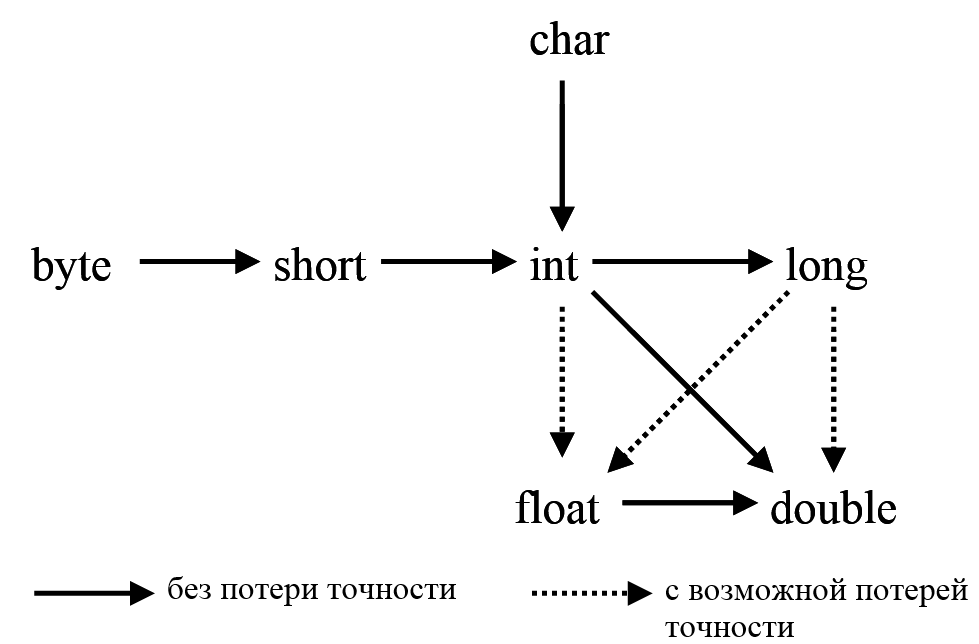 char
byte short int long
float double
без потери точности
с возможной потерей
точности